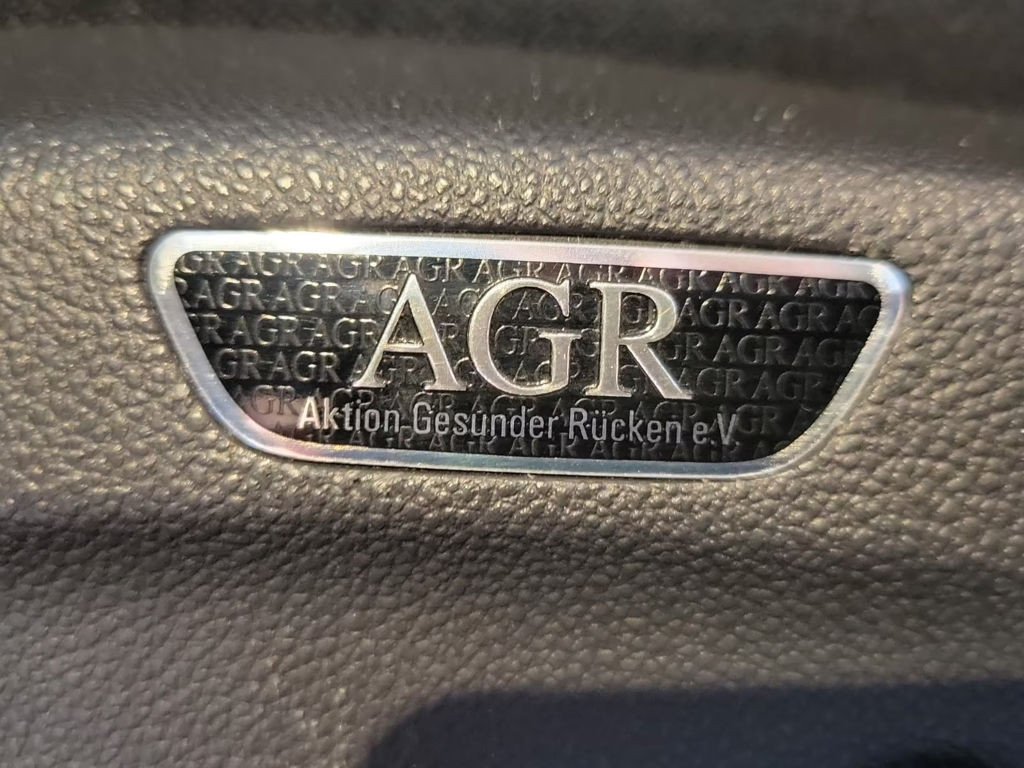 AGR
Aktion Gesunder Rücken e.V.